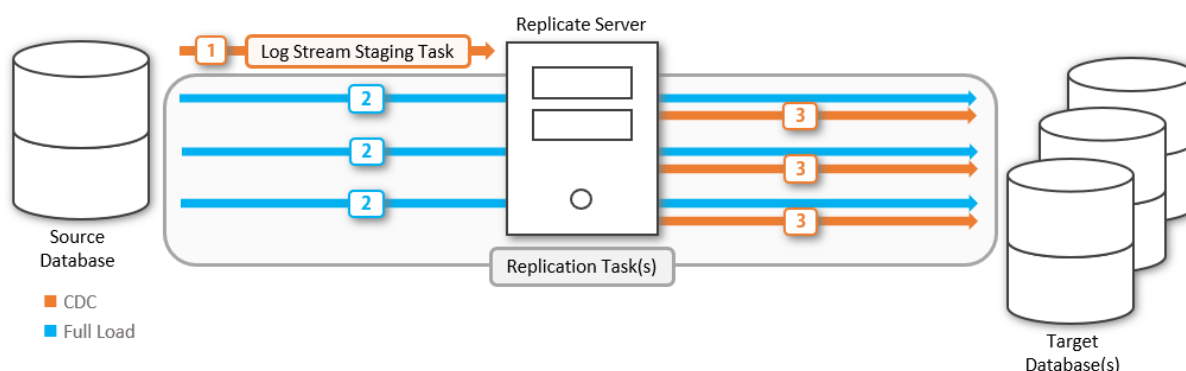 Replicate Server
1
Log Stream Staging Task
2
3
2
3
2
3
Source
Database
Replication Task(s)
CDC
Full Load
Target
Database(s)